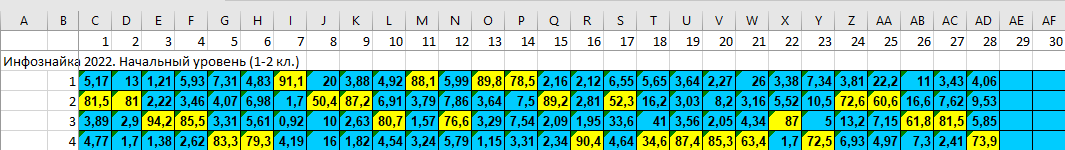 A B C D E F G H I J K L M N O P Q R S T U V W X Y Z AA AB AC AD AE AF
1 2 3 4 5 6 7 8 9 10 11 12 13 14 15 16 17 18 19 20 21 22 23 24 25 26 27 28 29 30
Инфознайка 2022. Начальный уровень (1-2 кл.)
1 5,17 13 1,21 5,93 7,31 4,83 91,1 20 3,88 4,92 88,1 5,99 89,8 78,5 2,16 2,12 6,55 5,65 3,64 2,27 26 3,38 7,34 3,81 22,2 11 3,43 4,06
2 81,5 81 2,22 3,46 4,07 6,98 1,7 50,4 87,2 6,91 3,79 7,86 3,64 7,5 89,2 2,81 52,3 16,2 3,03 8,2 3,16 5,52 10,5 72,6 60,6 16,6 7,62 9,53
3 3,89 2,9 94,2 85,5 3,31 5,61 0,92 10 2,63 80,7 1,57 76,6 3,29 7,54 2,09 1,95 33,6 41 3,56 2,05 4,34 87 5 13,2 7,15 61,8 81,5 5,85
4 4,77 1,7 1,38 2,62 83,3 79,3 4,19 16 1,82 4,54 3,24 5,79 1,15 3,31 2,34 90,4 4,64 34,6 87,4 85,5 63,4 1,7 72,5 6,93 4,97 7,3 2,41 73,9